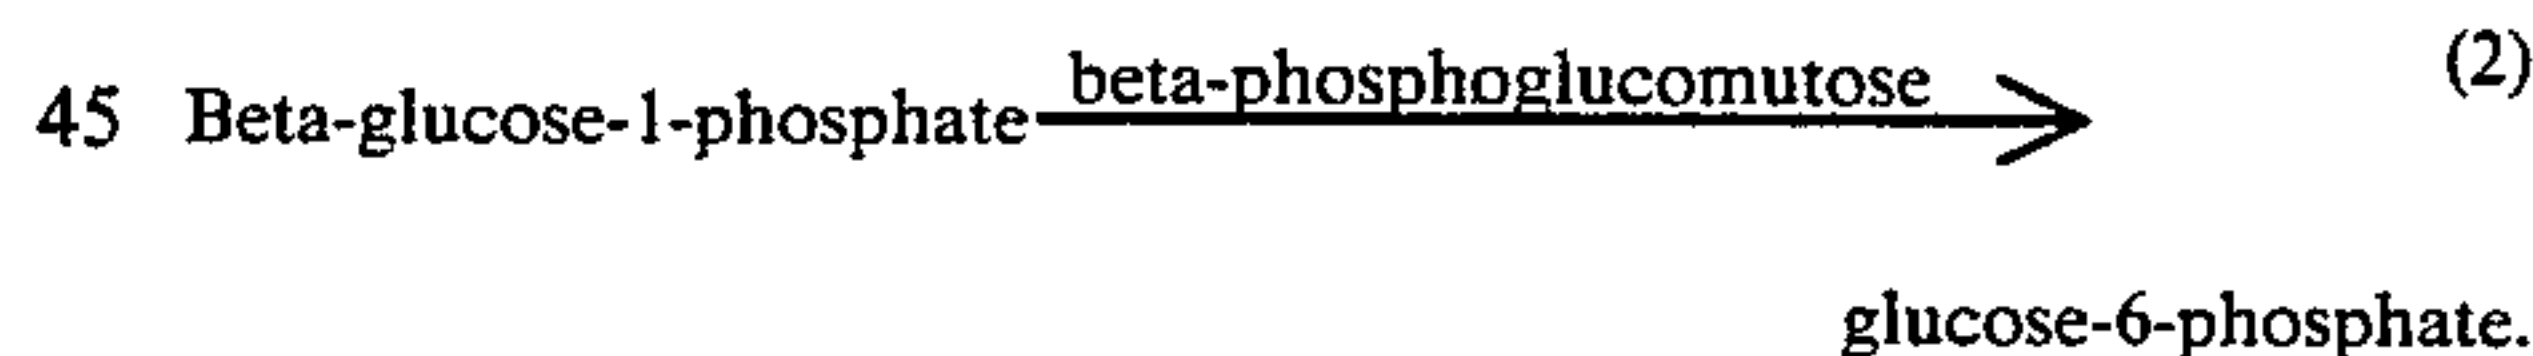 beta-phosphoglucomutose (2)
45 Beta-glucose-1-phosphate
glucose-6-phosphate.